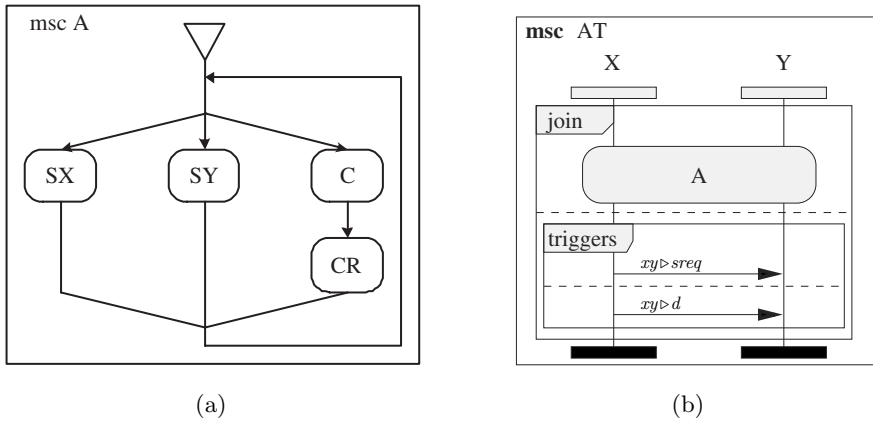 msc A
SX SY C
CR
(a)
msc AT
X Y
join
A
triggers
xy▷sreq
xy▷d
(b)